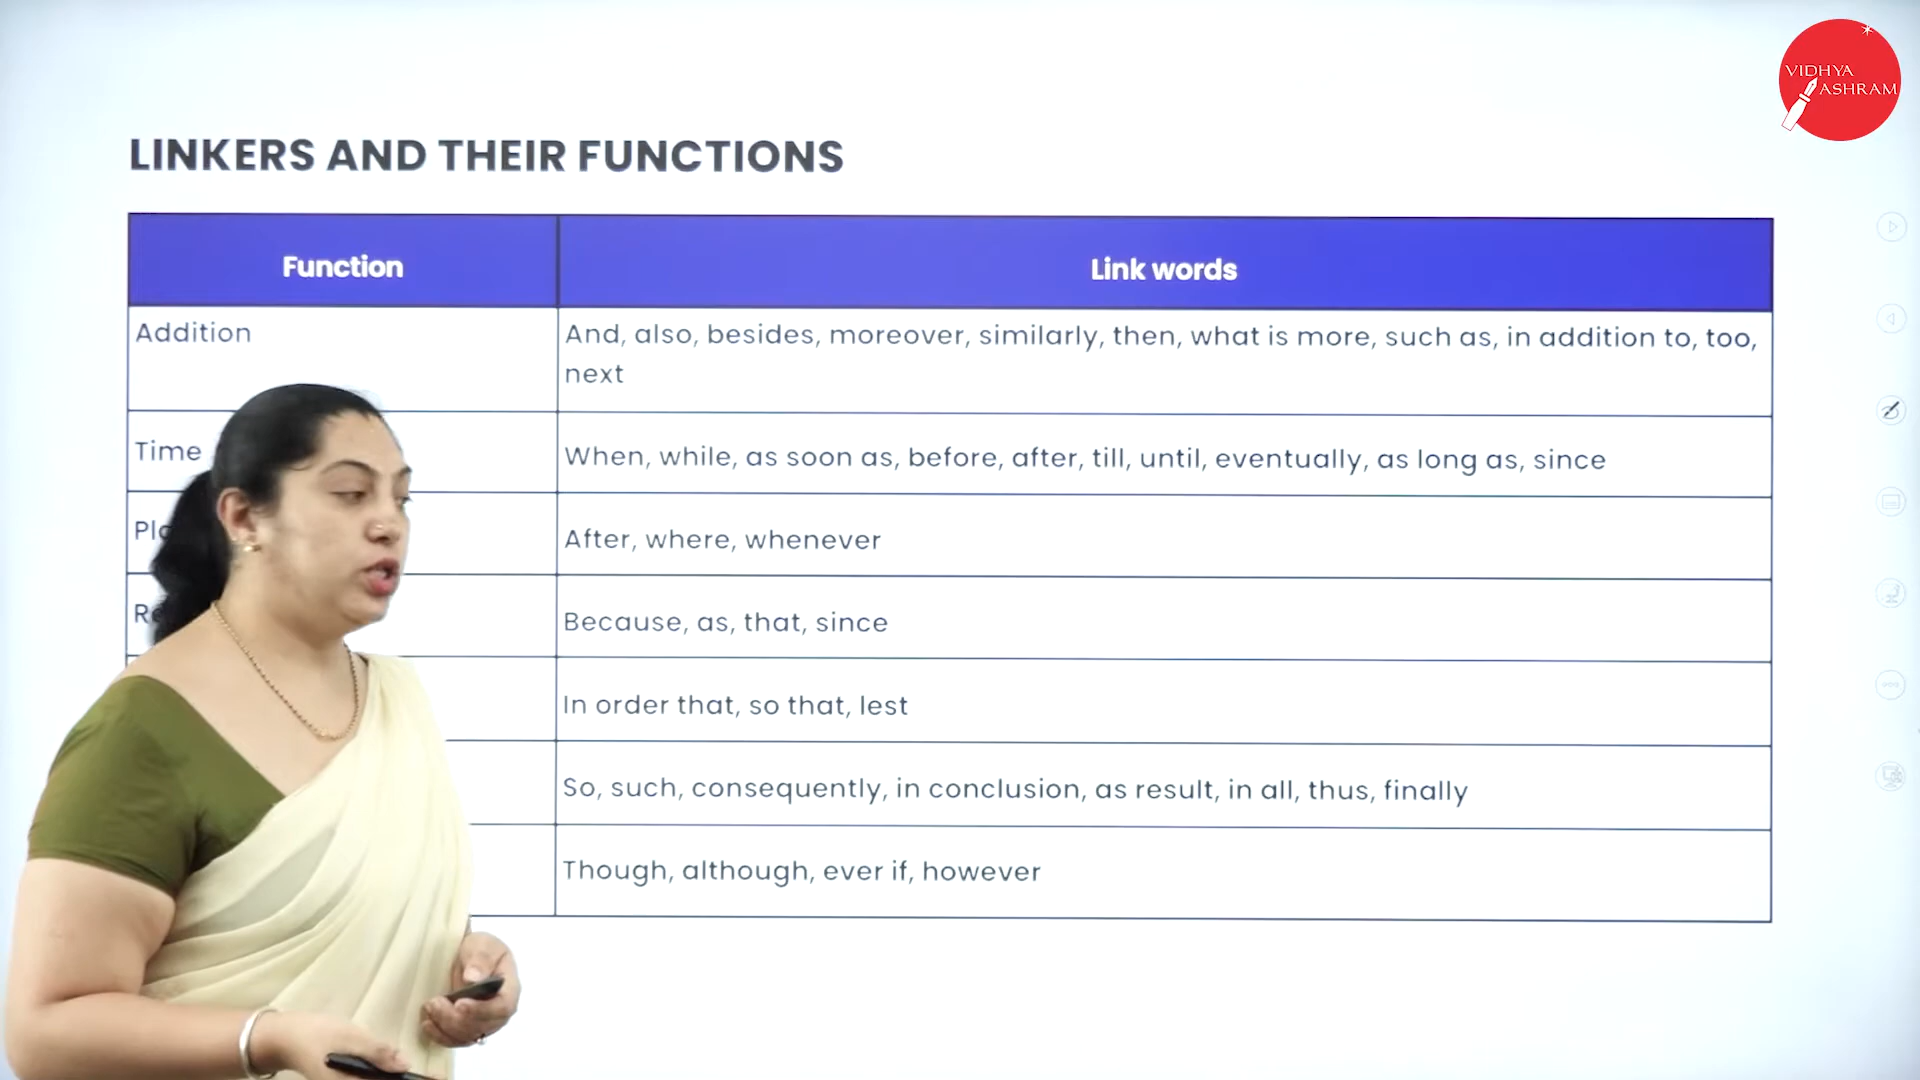 VIDHYA
ASHRAM
LINKERS AND THEIR FUNCTIONS
Function
Link words
Addition
And, also, besides, moreover, similarly, then, what is more, such as, in addition to, too,
next
Time
When, while, as soon as, before, after, till, until, eventually, as long as, since
After, where, whenever
Because, as, that, since
In order that, so that, lest
So, such, consequently, in conclusion, as result, in all, thus, finally
Though, although, ever if, however